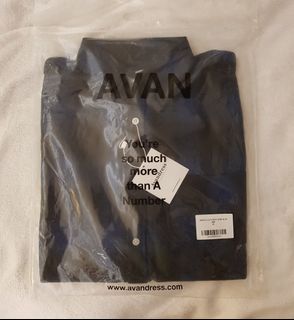 AVAN
You're
so much
more
than A
Number.
www.avandress.com